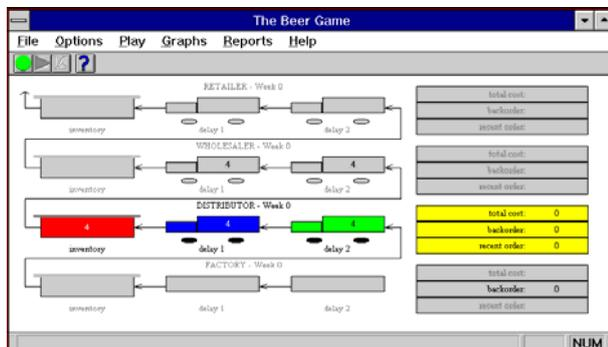 The Beer Game
File Options Play Graphs Reports Help
?
RETAILER - Week 0
inventory delay 1 delay 2
total cost:
backorder:
recent order:
WHOLESALER - Week 0
4 4
inventory delay 1 delay 2
total cost:
backorder:
recent order:
DISTRIBUTOR - Week 0
4 4 4
inventory delay 1 delay 2
total cost: 0
backorder: 0
recent order: 0
FACTORY - Week 0
inventory delay 1 delay 2
total cost:
backorder: 0
recent order:
NUM